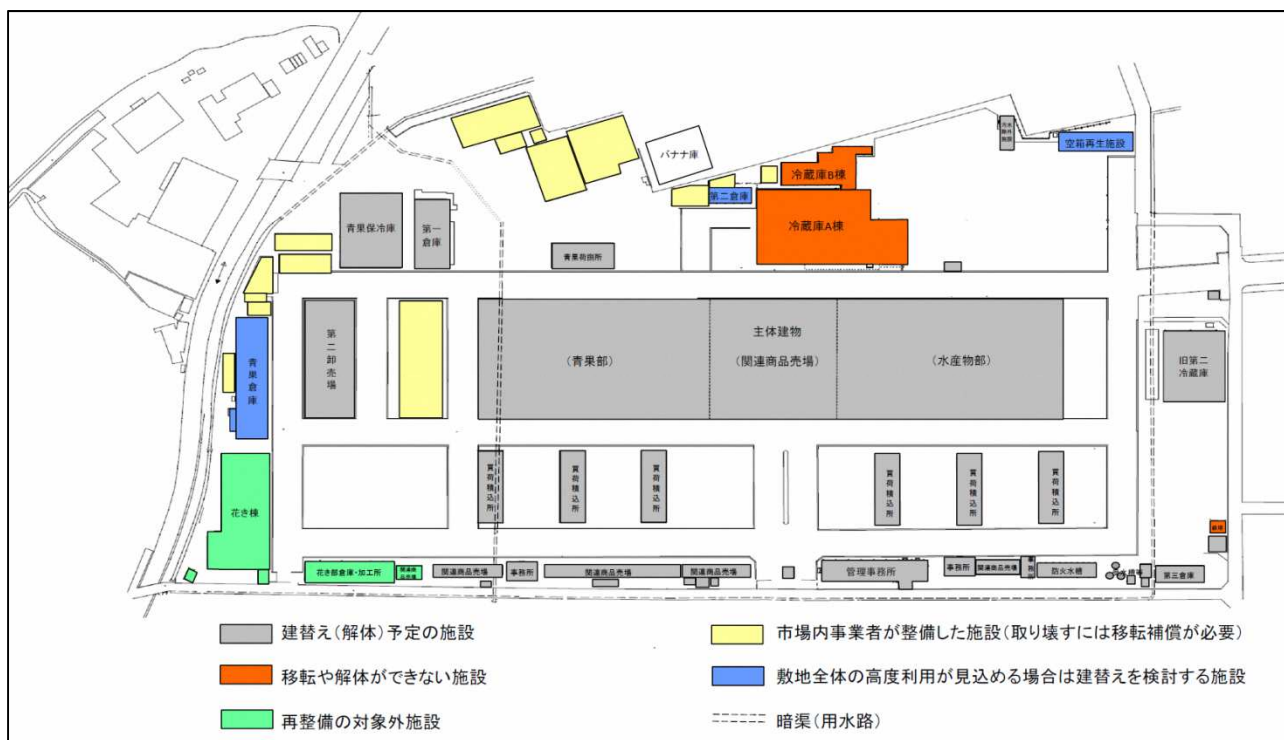 バナナ庫
空箱再生施設
冷蔵庫B棟
第二倉庫
冷蔵庫A棟
青果保冷庫
第一
倉庫
青果荷捌所
第二卸売場
(青果部)
主体建物
(関連商品売場)
(水産物部)
旧第二
冷蔵庫
青果倉庫
花き棟
買荷積込所
買荷積込所
買荷積込所
買荷積込所
買荷積込所
買荷積込所
花き部倉庫・加工所
関連商
品売場
関連商品売場
事務所
関連商品売場
関連商品売場
管理事務所
事務所
関連商品売場
防火水槽
第三倉庫
建替え(解体)予定の施設
市場内事業者が整備した施設(取り壊すには移転補償が必要)
移転や解体ができない施設
敷地全体の高度利用が見込める場合は建替えを検討する施設
再整備の対象外施設
暗渠(用水路)